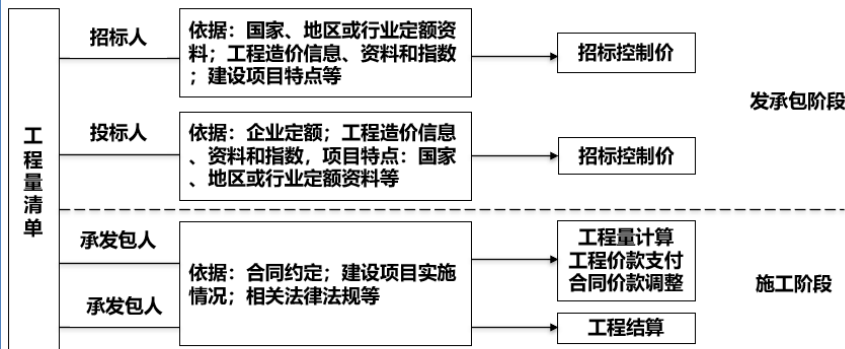 工程量清单
招标人
依据：国家、地区或行业定额资
料；工程造价信息、资料和指数
；建设项目特点等
招标控制价
发承包阶段
投标人
依据：企业定额；工程造价信息
、资料和指数，项目特点：国家
、地区或行业定额资料等
招标控制价
承发包人
依据：合同约定；建设项目实施
情况；相关法律法规等
工程量计算
工程价款支付
合同价款调整
施工阶段
承发包人
工程结算